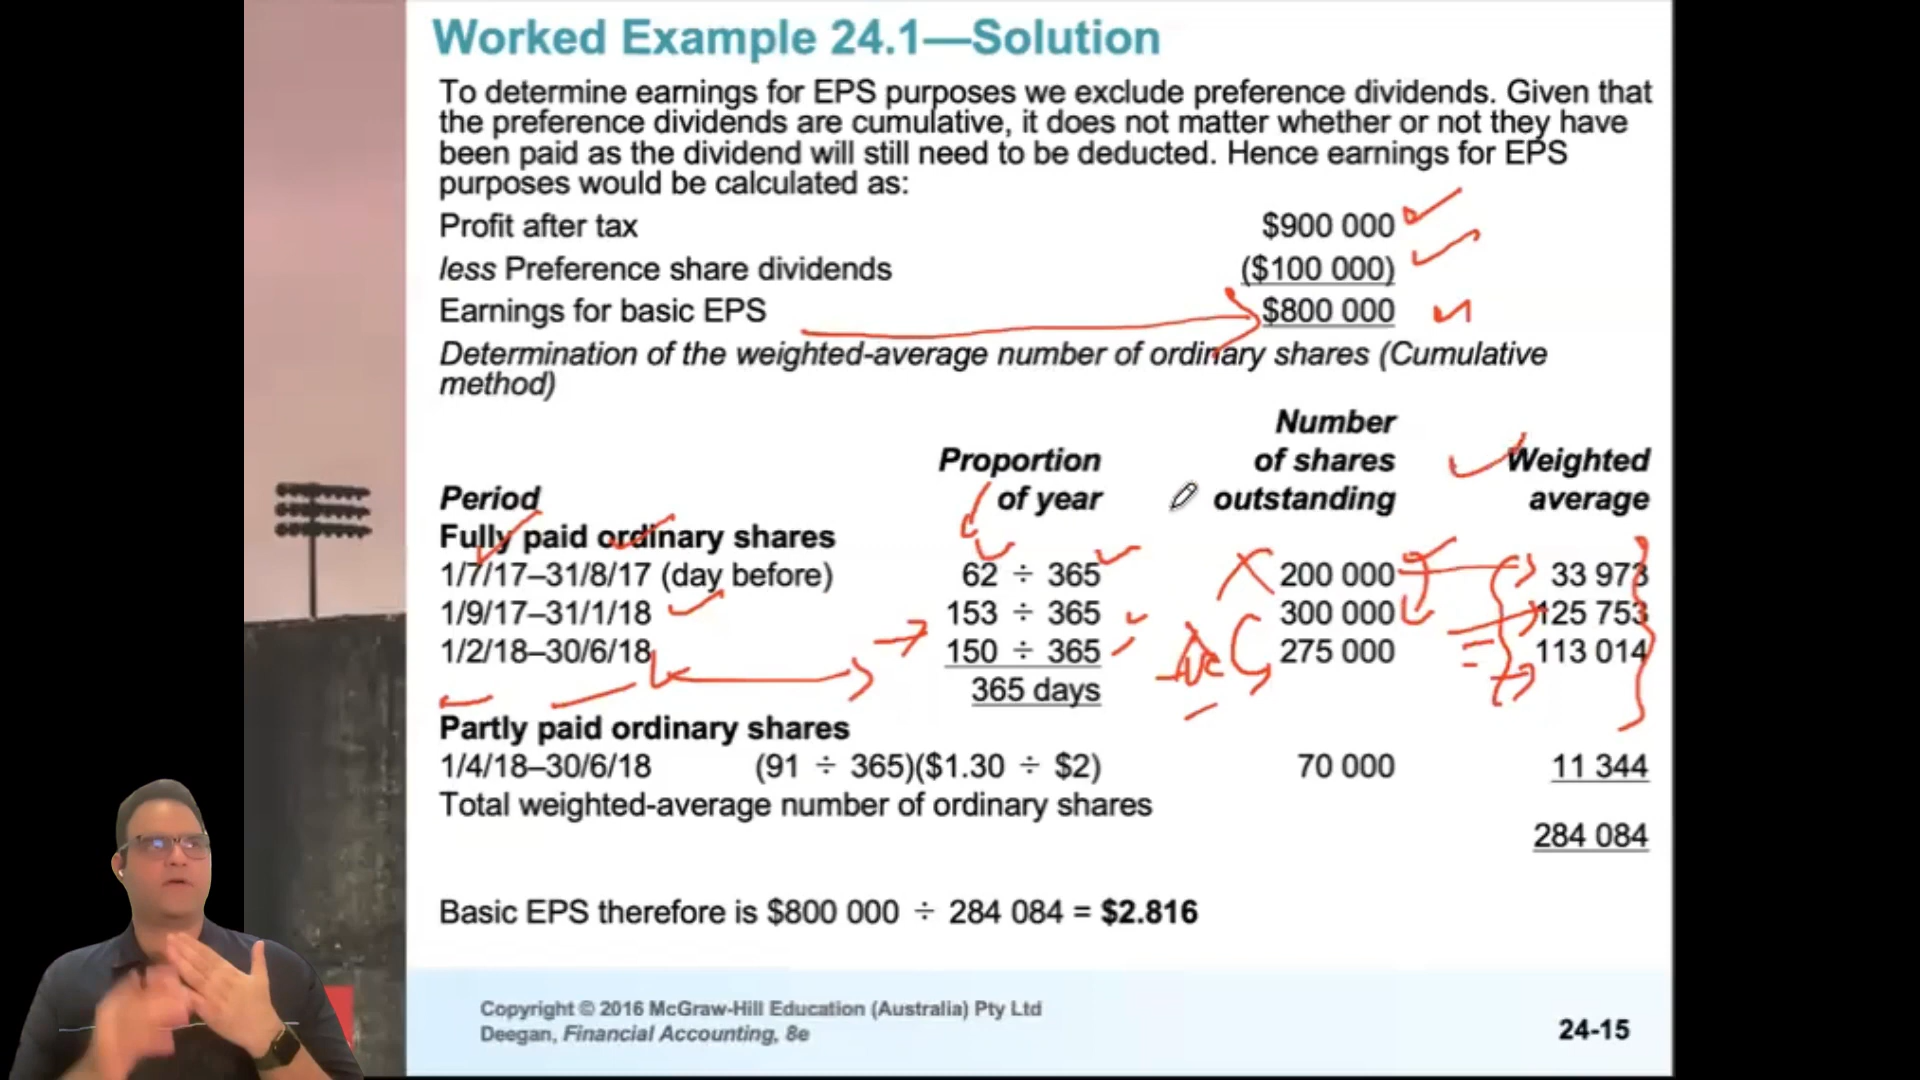 Worked Example 24.1—Solution
To determine earnings for EPS purposes we exclude preference dividends. Given that
the preference dividends are cumulative, it does not matter whether or not they have
been paid as the dividend will still need to be deducted. Hence earnings for EPS
purposes would be calculated as:
Profit after tax $900 000
less Preference share dividends ($100 000)
Earnings for basic EPS $800 000
Determination of the weighted-average number of ordinary shares (Cumulative
method)
Number
Proportion of shares Weighted
Period of year outstanding average
Fully paid ordinary shares
1/7/17–31/8/17 (day before) 62 ÷ 365 200 000 33 973
1/9/17–31/1/18 153 ÷ 365 300 000 125 753
1/2/18–30/6/18 150 ÷ 365 275 000 113 014
365 days
Partly paid ordinary shares
1/4/18–30/6/18 (91 ÷ 365)($1.30 ÷ $2) 70 000 11 344
Total weighted-average number of ordinary shares
284 084
Basic EPS therefore is $800 000 ÷ 284 084 = $2.816
Copyright © 2016 McGraw-Hill Education (Australia) Pty Ltd
Deegan, Financial Accounting, 8e
24-15